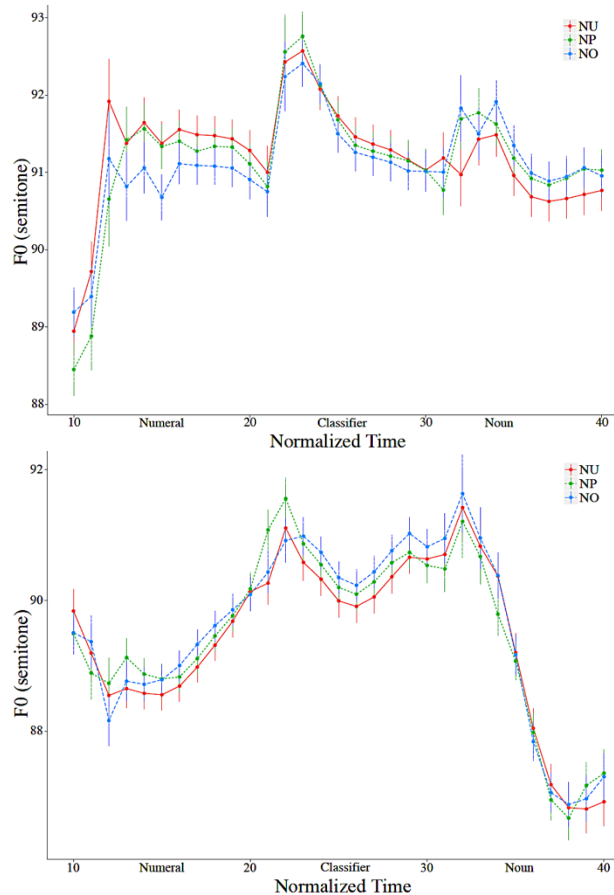 93
NU
NP
NO
92
91
F0 (semitone)
90
89
88
10 Numeral 20 Classifier 30 Noun 40
Normalized Time
92
NU
NP
NO
90
F0 (semitone)
88
10 Numeral 20 Classifier 30 Noun 40
Normalized Time